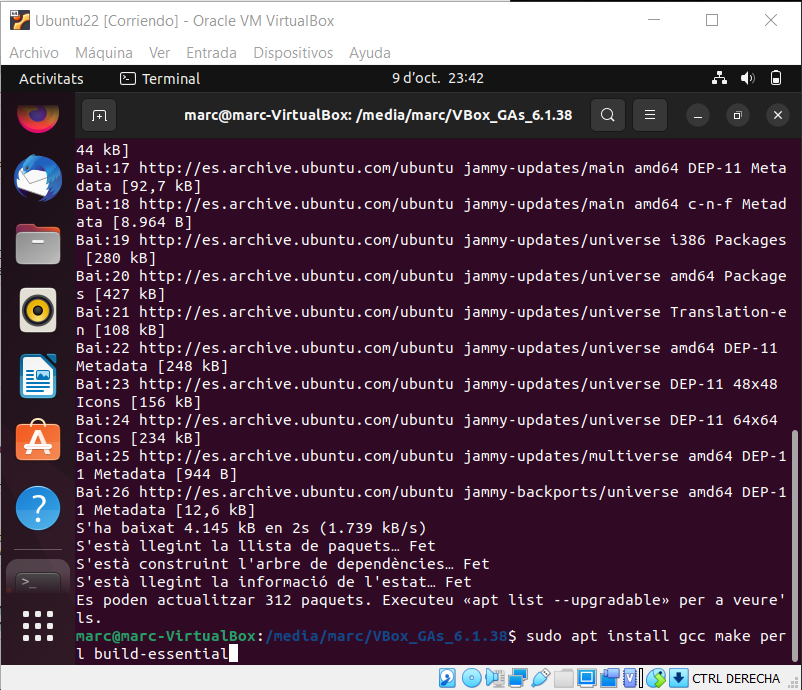 Ubuntu22 [Corriendo] - Oracle VM VirtualBox
Archivo Máquina Ver Entrada Dispositivos Ayuda
Activitats Terminal 9 d'oct. 23:42
marc@marc-VirtualBox: /media/marc/VBox_GAs_6.1.38
44 kB]
Bai:17 http://es.archive.ubuntu.com/ubuntu jammy-updates/main amd64 DEP-11 Meta
data [92,7 kB]
Bai:18 http://es.archive.ubuntu.com/ubuntu jammy-updates/main amd64 c-n-f Metad
ata [8.964 B]
Bai:19 http://es.archive.ubuntu.com/ubuntu jammy-updates/universe i386 Packages
 [280 kB]
Bai:20 http://es.archive.ubuntu.com/ubuntu jammy-updates/universe amd64 Package
s [427 kB]
Bai:21 http://es.archive.ubuntu.com/ubuntu jammy-updates/universe Translation-e
n [108 kB]
Bai:22 http://es.archive.ubuntu.com/ubuntu jammy-updates/universe amd64 DEP-11
Metadata [248 kB]
Bai:23 http://es.archive.ubuntu.com/ubuntu jammy-updates/universe DEP-11 48x48
Icons [156 kB]
Bai:24 http://es.archive.ubuntu.com/ubuntu jammy-updates/universe DEP-11 64x64
Icons [234 kB]
Bai:25 http://es.archive.ubuntu.com/ubuntu jammy-updates/multiverse amd64 DEP-1
1 Metadata [944 B]
Bai:26 http://es.archive.ubuntu.com/ubuntu jammy-backports/universe amd64 DEP-1
1 Metadata [12,6 kB]
S'ha baixat 4.145 kB en 2s (1.739 kB/s)
S'està llegint la llista de paquets… Fet
S'està construint l'arbre de dependències… Fet
S'està llegint la informació de l'estat… Fet
Es poden actualitzar 312 paquets. Executeu «apt list --upgradable» per a veure'
ls.
marc@marc-VirtualBox:/media/marc/VBox_GAs_6.1.38$ sudo apt install gcc make per
l build-essential
CTRL DERECHA